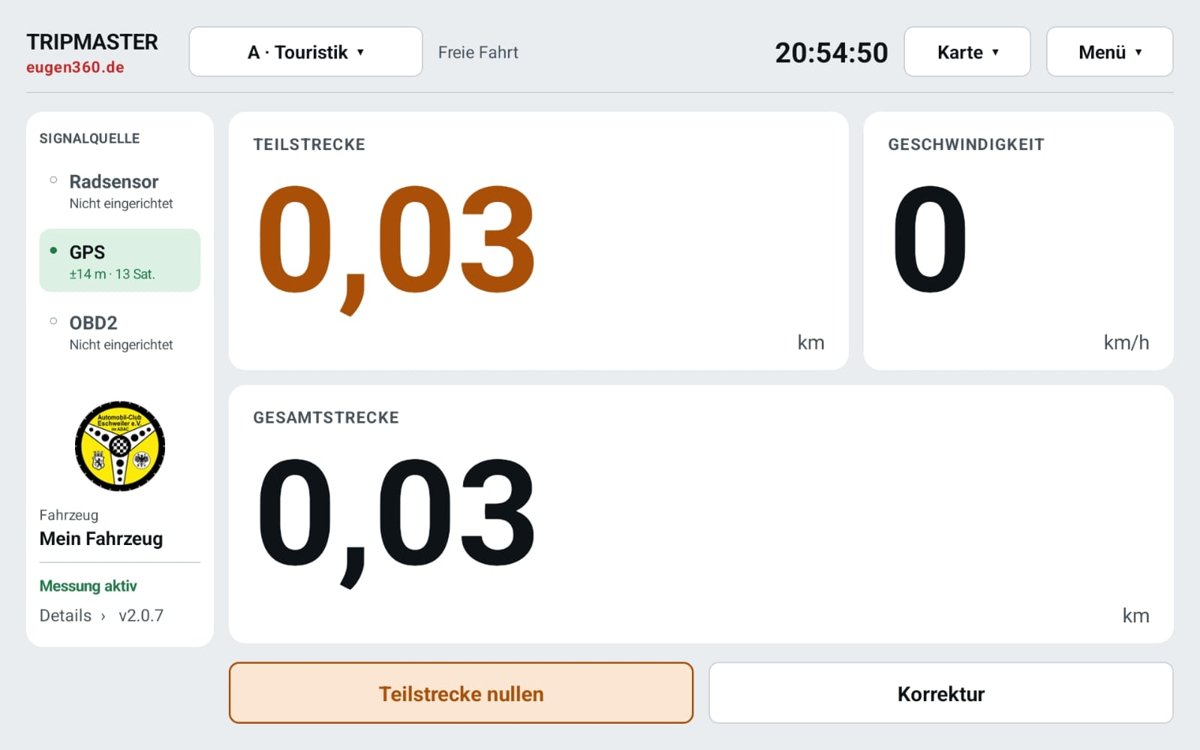 TRIPMASTER
eugen360.de
A · Touristik ▾
Freie Fahrt
20:54:50
Karte ▾
Menü ▾
SIGNALQUELLE
Radsensor
Nicht eingerichtet
GPS
±14 m · 13 Sat.
OBD2
Nicht eingerichtet
Automobil-Club
Eschweiler e.V.
im ADAC
Fahrzeug
Mein Fahrzeug
Messung aktiv
Details › v2.0.7
TEILSTRECKE
0,03
km
GESCHWINDIGKEIT
0
km/h
GESAMTSTRECKE
0,03
km
Teilstrecke nullen
Korrektur